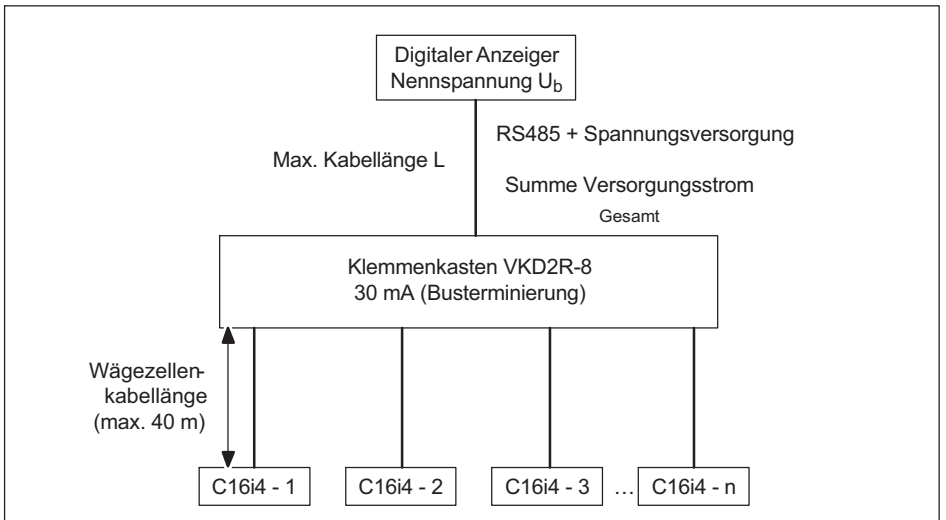 Digitaler Anzeiger
Nennspannung Ub
RS485 + Spannungsversorgung
Max. Kabellänge L
Summe Versorgungsstrom
Gesamt
Klemmenkasten VKD2R-8
30 mA (Busterminierung)
Wägezellen-
kabellänge
(max. 40 m)
C16i4 - 1
C16i4 - 2
C16i4 - 3
...
C16i4 - n